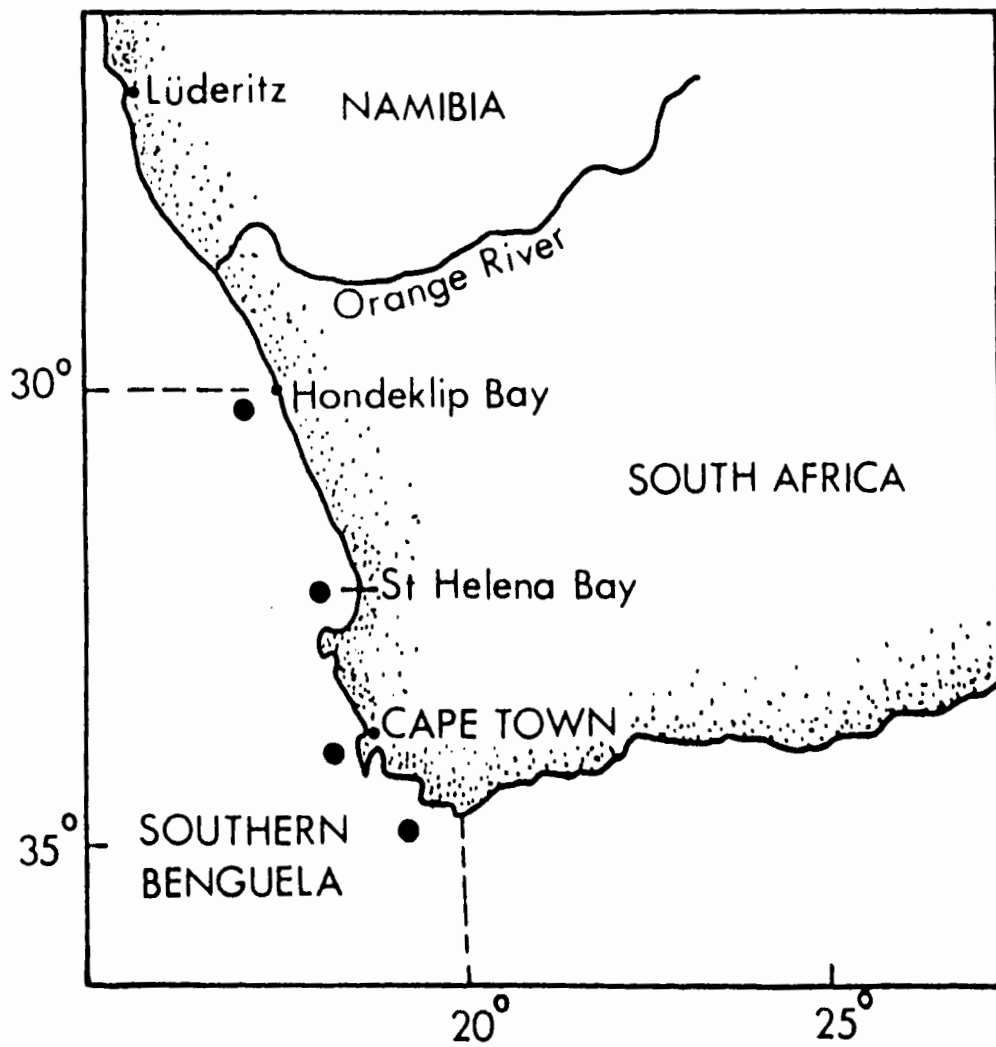 Lüderitz
NAMIBIA
Orange River
30°
Hondeklip Bay
SOUTH AFRICA
St Helena Bay
CAPE TOWN
35°
SOUTHERN
BENGUELA
20°
25°